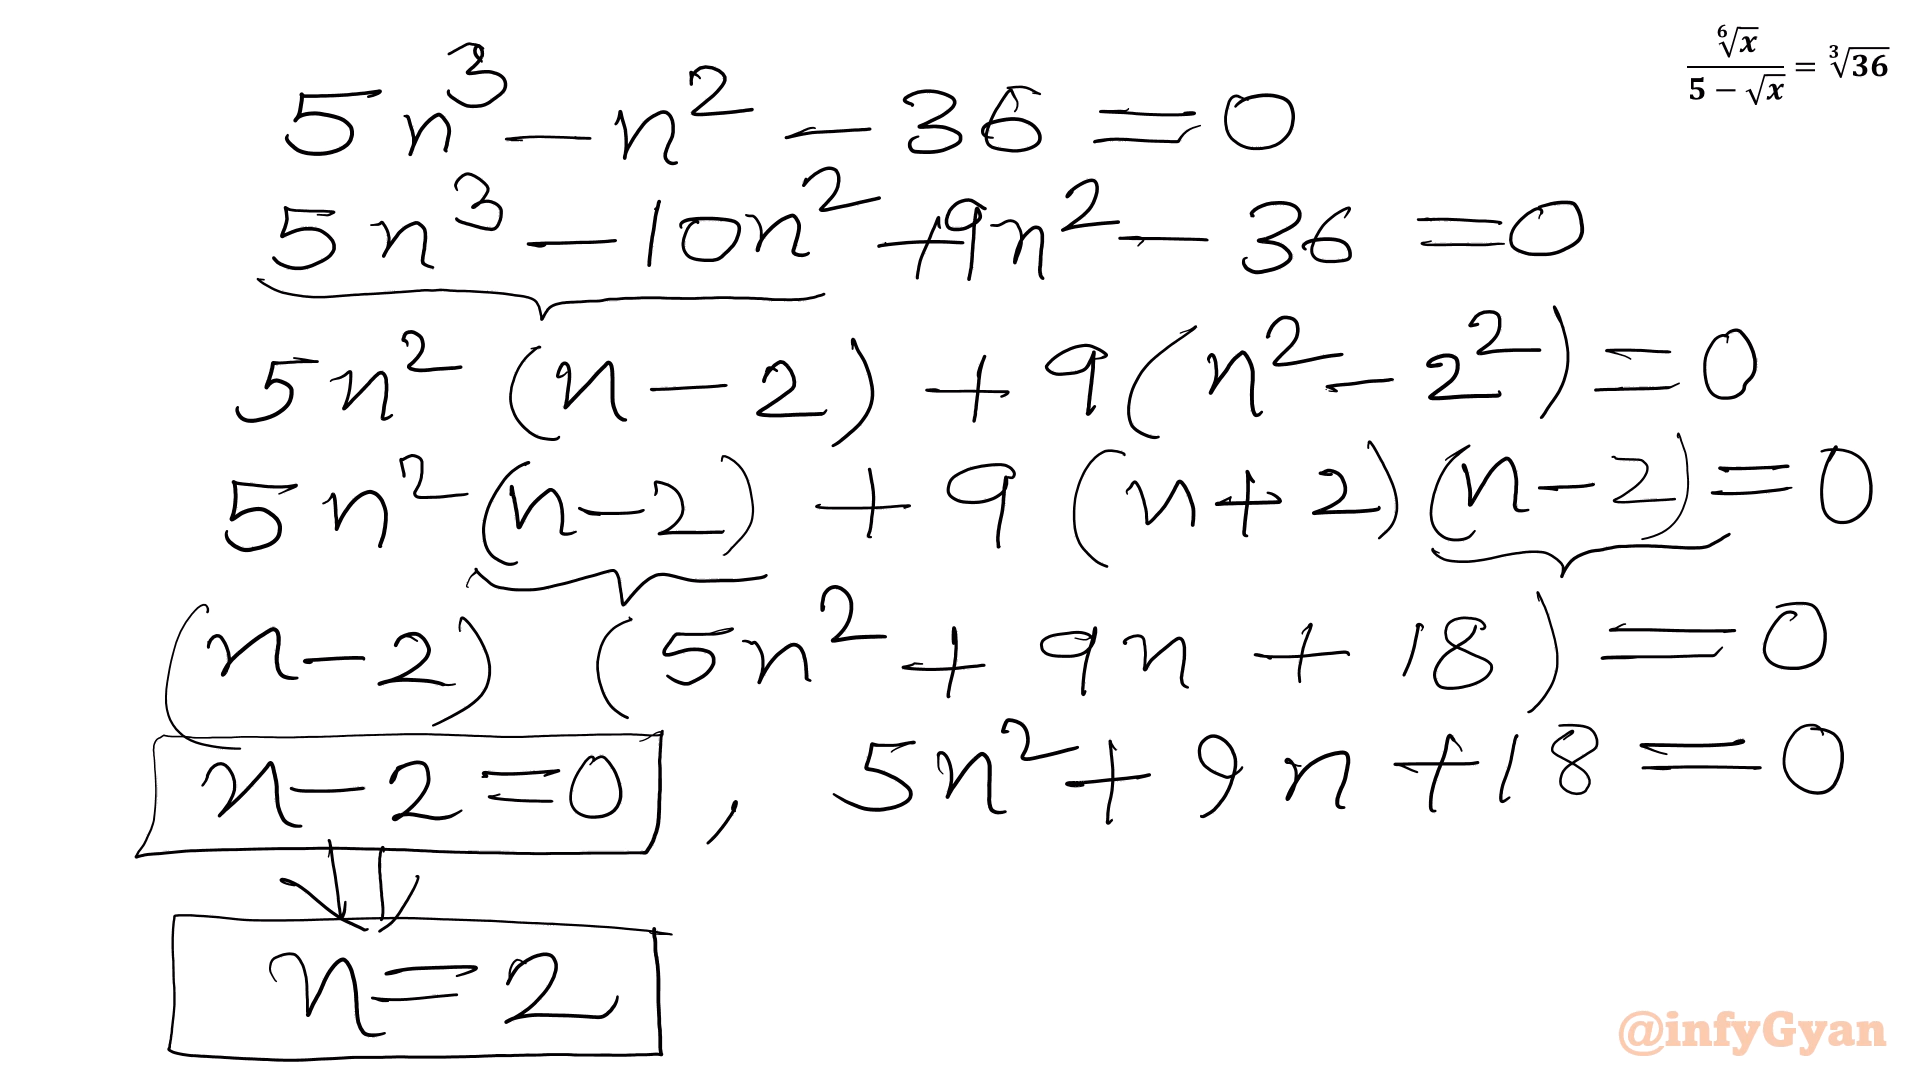 ⁶√x / (5 − √x) = ³√36
5n³ − n² − 36 = 0
5n³ − 10n² + 9n² − 36 = 0
5n² (n − 2) + 9 (n² − 2²) = 0
5n² (n − 2) + 9 (n + 2) (n − 2) = 0
(n − 2) (5n² + 9n + 18) = 0
n − 2 = 0 , 5n² + 9n + 18 = 0
n = 2
@infyGyan